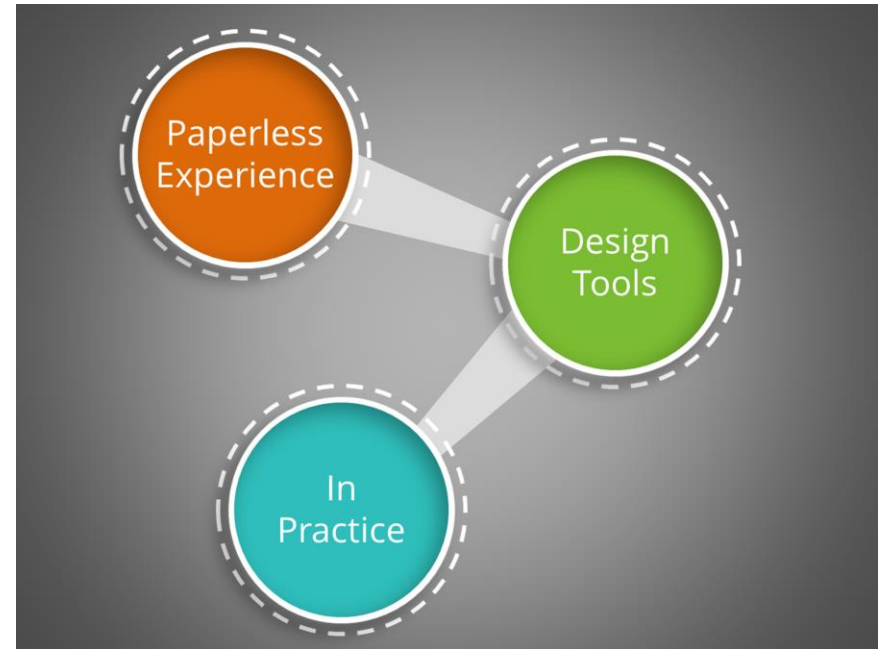 Paperless
Experience
Design
Tools
In
Practice